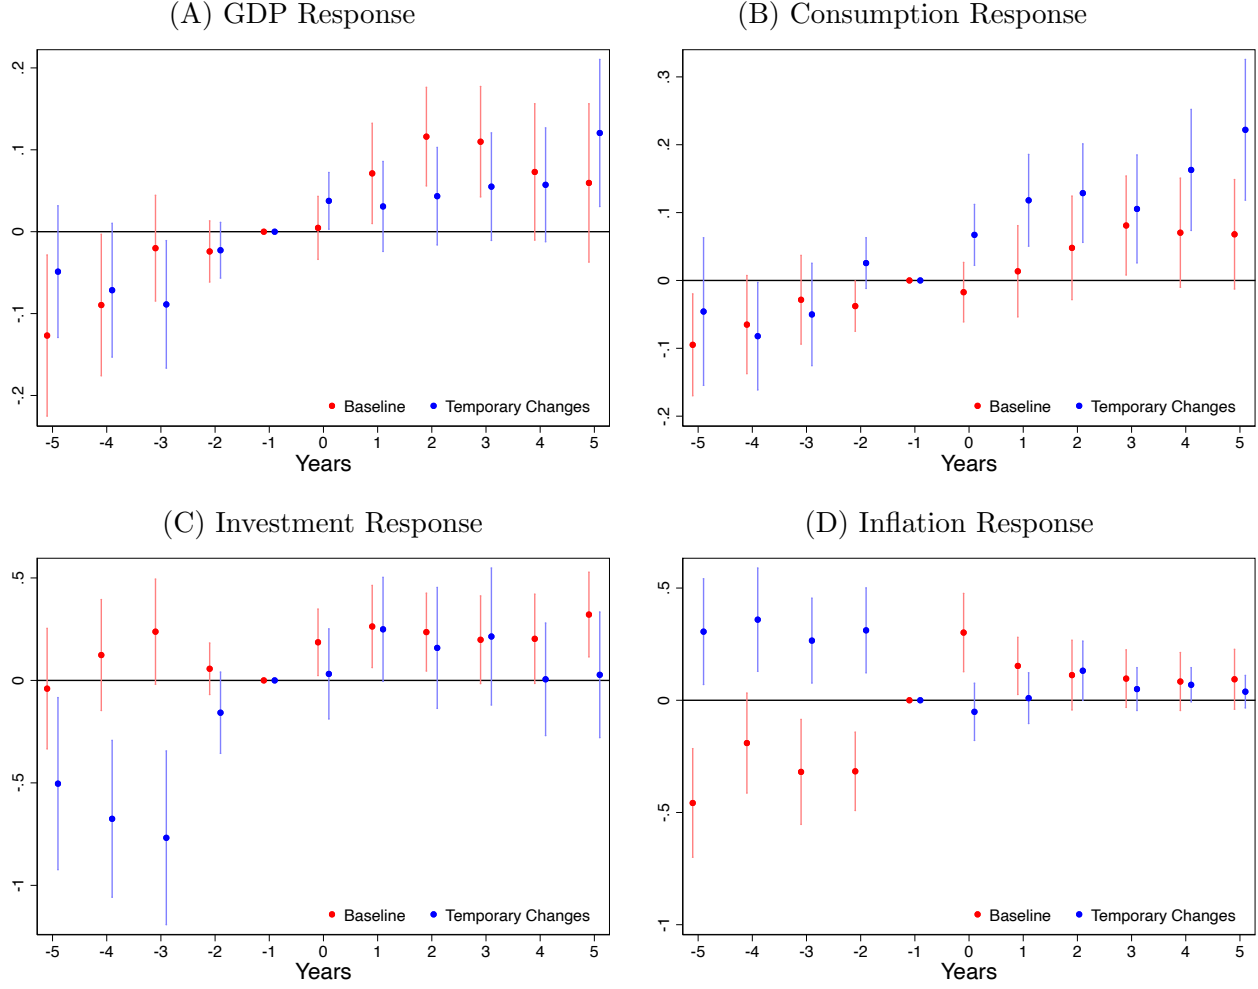 (A) GDP Response
.2
.1
0
-.1
-.2
Baseline
Temporary Changes
-5 -4 -3 -2 -1 0 1 2 3 4 5
Years
(B) Consumption Response
.3
.2
.1
0
-.1
-.2
Baseline
Temporary Changes
-5 -4 -3 -2 -1 0 1 2 3 4 5
Years
(C) Investment Response
.5
0
-.5
-1
Baseline
Temporary Changes
-5 -4 -3 -2 -1 0 1 2 3 4 5
Years
(D) Inflation Response
.5
0
-.5
-1
Baseline
Temporary Changes
-5 -4 -3 -2 -1 0 1 2 3 4 5
Years